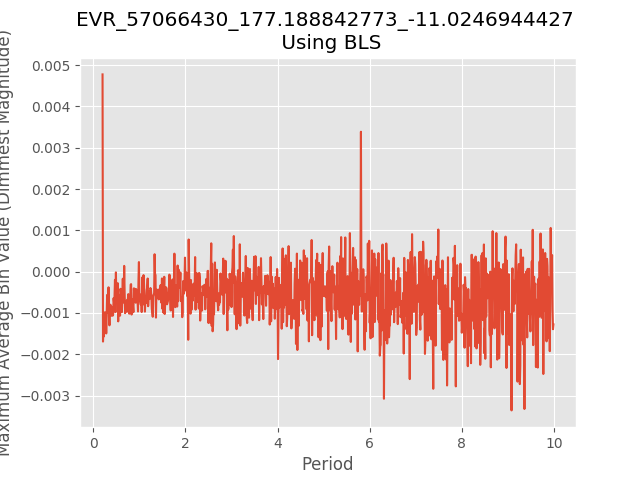 EVR_57066430_177.188842773_-11.0246944427
Using BLS
Maximum Average Bin Value (Dimmest Magnitude)
0.005
0.004
0.003
0.002
0.001
0.000
−0.001
−0.002
−0.003
0 2 4 6 8 10
Period